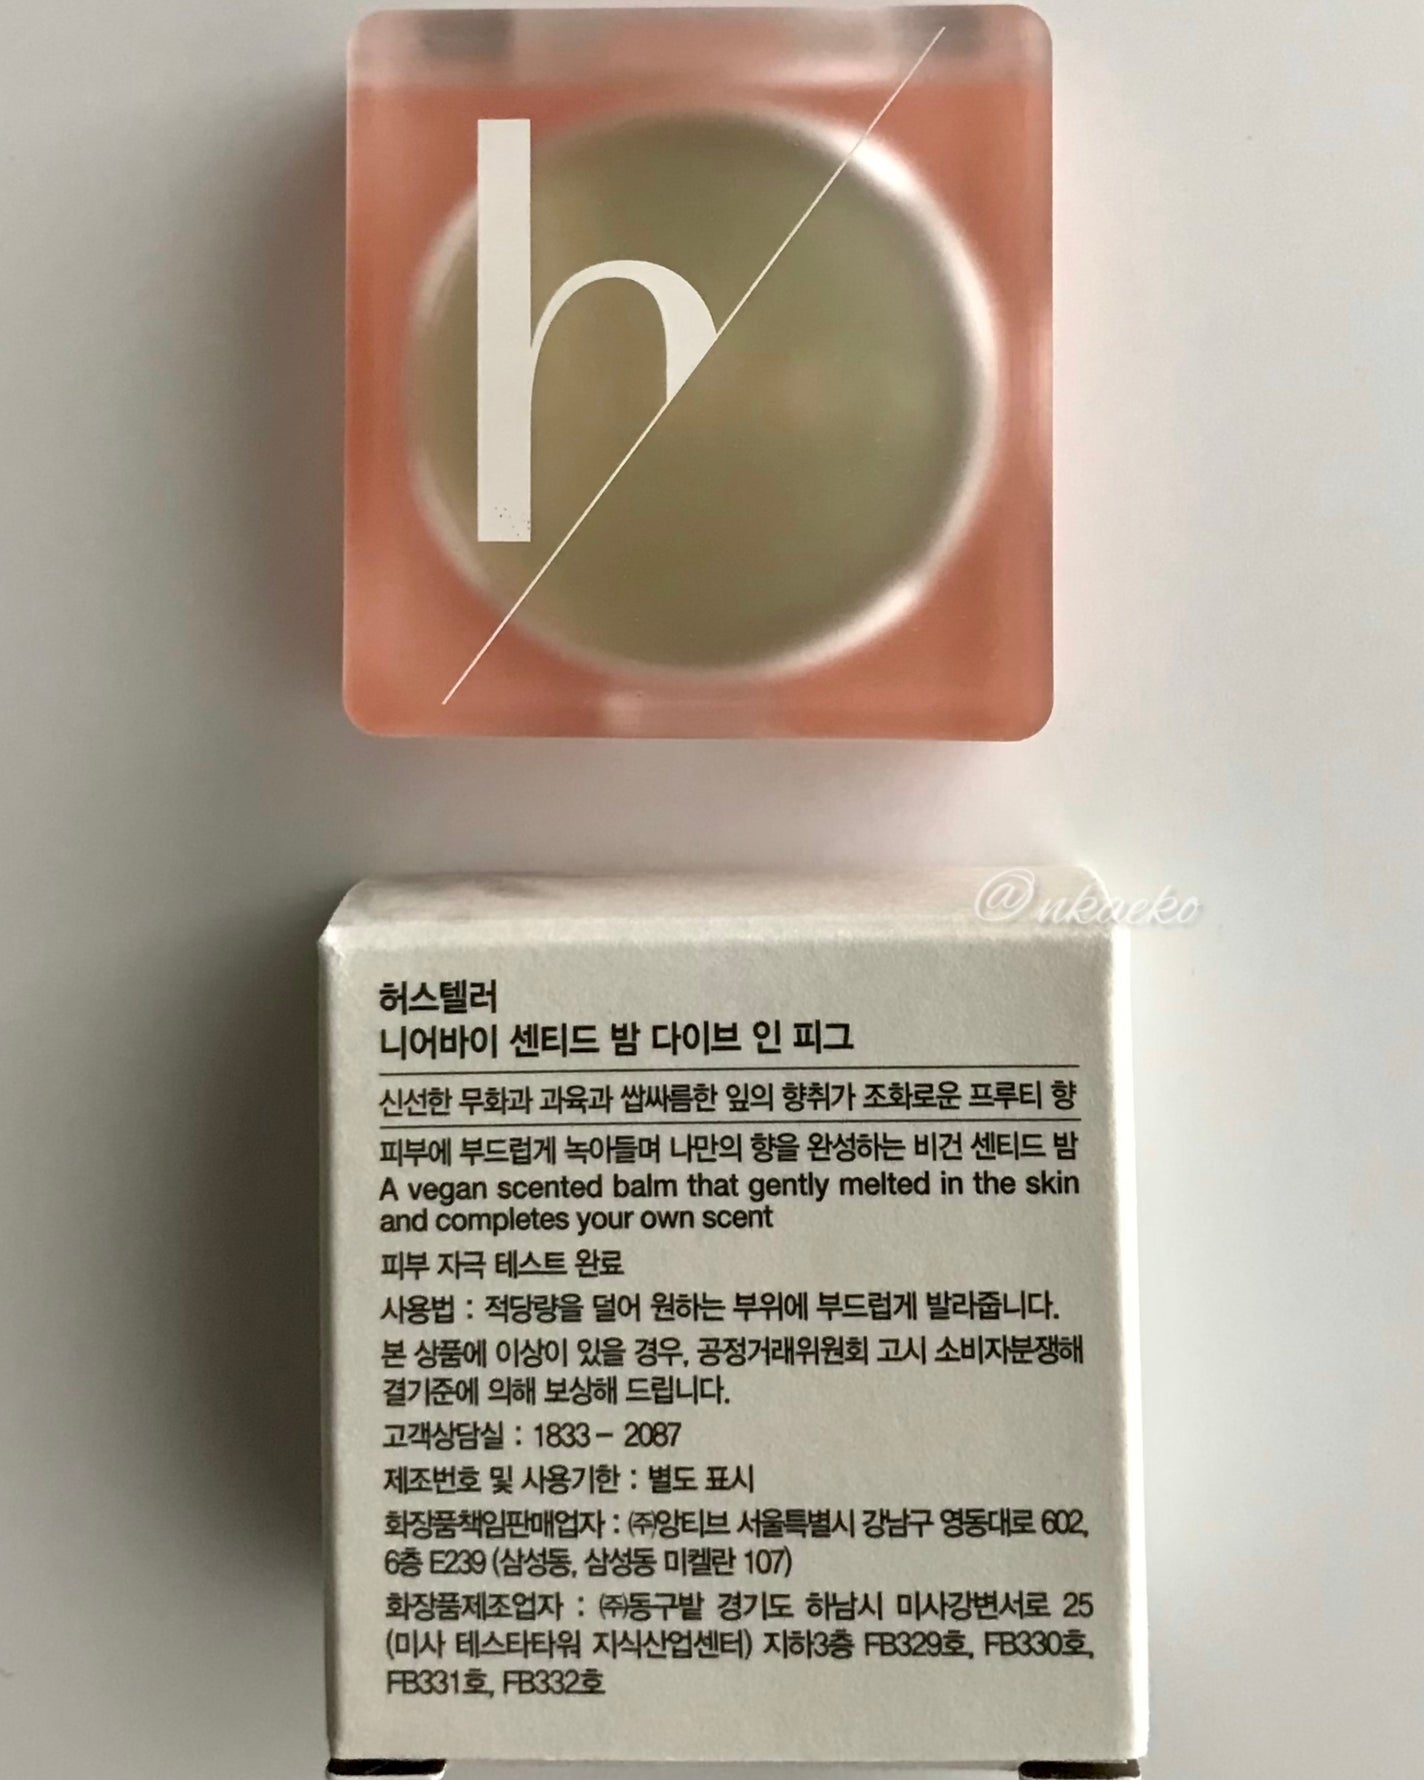 h
@nkaeko
허스텔러
니어바이 센티드 밤 다이브 인 피그
신선한 무화과 과육과 쌉싸름한 잎의 향취가 조화로운 프루티 향
피부에 부드럽게 녹아들며 나만의 향을 완성하는 비건 센티드 밤
A vegan scented balm that gently melted in the skin
and completes your own scent
피부 자극 테스트 완료
사용법 : 적당량을 덜어 원하는 부위에 부드럽게 발라줍니다.
본 상품에 이상이 있을 경우, 공정거래위원회 고시 소비자분쟁해
결기준에 의해 보상해 드립니다.
고객상담실 : 1833 - 2087
제조번호 및 사용기한 : 별도 표시
화장품책임판매업자 : ㈜앙티브 서울특별시 강남구 영동대로 602,
6층 E239 (삼성동, 삼성동 미켈란 107)
화장품제조업자 : ㈜동구밭 경기도 하남시 미사강변서로 25
(미사 테스타타워 지식산업센터) 지하3층 FB329호, FB330호,
FB331호, FB332호